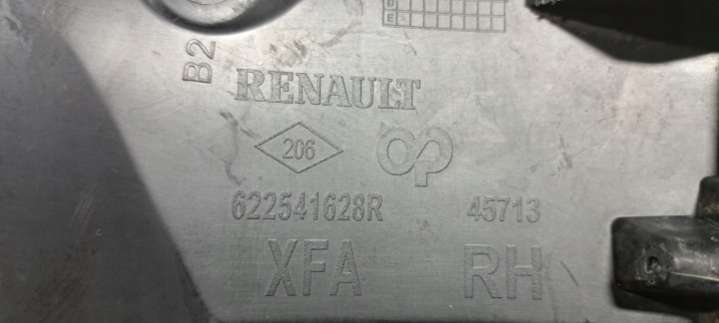 B2
RENAULT
206
622541628R 45713
XFA RH